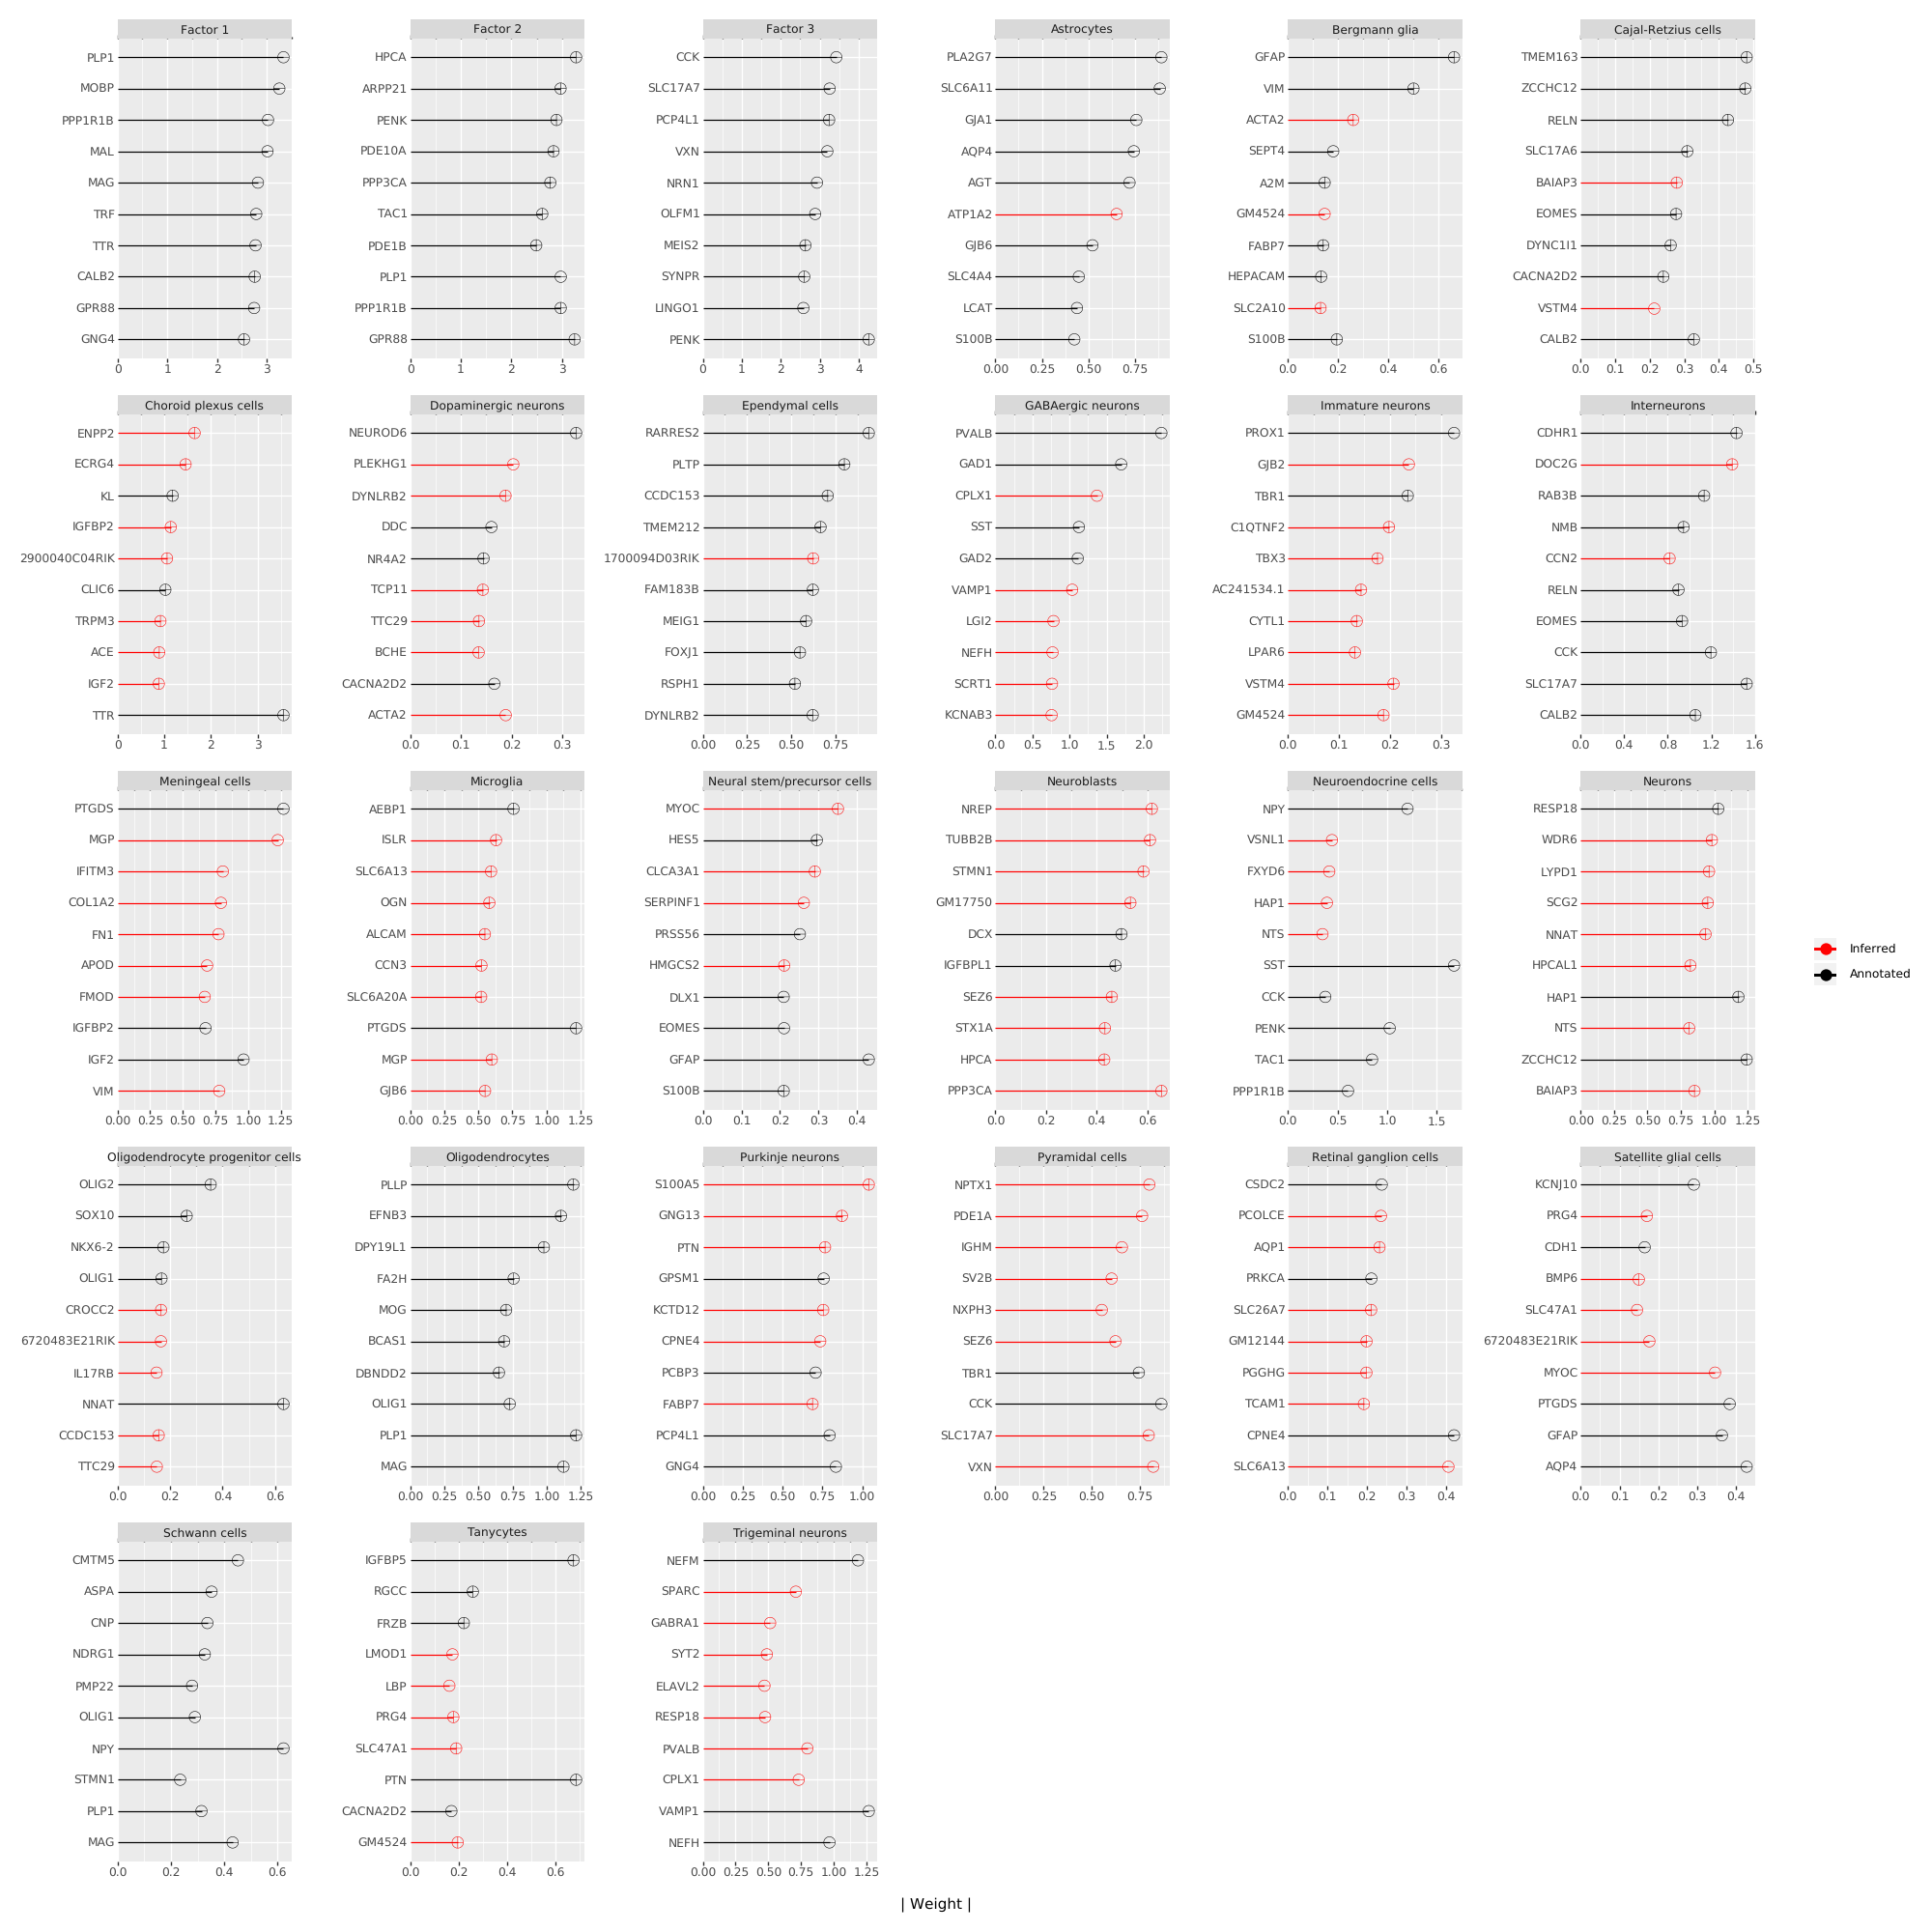 Factor 1
PLP1
MOBP
PPP1R1B
MAL
MAG
TRF
TTR
CALB2
GPR88
GNG4
0 1 2 3
Factor 2
HPCA
ARPP21
PENK
PDE10A
PPP3CA
TAC1
PDE1B
PLP1
PPP1R1B
GPR88
0 1 2 3
Factor 3
CCK
SLC17A7
PCP4L1
VXN
NRN1
OLFM1
MEIS2
SYNPR
LINGO1
PENK
0 1 2 3 4
Astrocytes
PLA2G7
SLC6A11
GJA1
AQP4
AGT
ATP1A2
GJB6
SLC4A4
LCAT
S100B
0.00 0.25 0.50 0.75
Bergmann glia
GFAP
VIM
ACTA2
SEPT4
A2M
GM4524
FABP7
HEPACAM
SLC2A10
S100B
0.0 0.2 0.4 0.6
Cajal-Retzius cells
TMEM163
ZCCHC12
RELN
SLC17A6
BAIAP3
EOMES
DYNC1I1
CACNA2D2
VSTM4
CALB2
0.0 0.1 0.2 0.3 0.4 0.5
Choroid plexus cells
ENPP2
ECRG4
KL
IGFBP2
2900040C04RIK
CLIC6
TRPM3
ACE
IGF2
TTR
0 1 2 3
Dopaminergic neurons
NEUROD6
PLEKHG1
DYNLRB2
DDC
NR4A2
TCP11
TTC29
BCHE
CACNA2D2
ACTA2
0.0 0.1 0.2 0.3
Ependymal cells
RARRES2
PLTP
CCDC153
TMEM212
1700094D03RIK
FAM183B
MEIG1
FOXJ1
RSPH1
DYNLRB2
0.00 0.25 0.50 0.75
GABAergic neurons
PVALB
GAD1
CPLX1
SST
GAD2
VAMP1
LGI2
NEFH
SCRT1
KCNAB3
0.0 0.5 1.0 1.5 2.0
Immature neurons
PROX1
GJB2
TBR1
C1QTNF2
TBX3
AC241534.1
CYTL1
LPAR6
VSTM4
GM4524
0.0 0.1 0.2 0.3
Interneurons
CDHR1
DOC2G
RAB3B
NMB
CCN2
RELN
EOMES
CCK
SLC17A7
CALB2
0.0 0.4 0.8 1.2 1.6
Meningeal cells
PTGDS
MGP
IFITM3
COL1A2
FN1
APOD
FMOD
IGFBP2
IGF2
VIM
0.00 0.25 0.50 0.75 1.00 1.25
Microglia
AEBP1
ISLR
SLC6A13
OGN
ALCAM
CCN3
SLC6A20A
PTGDS
MGP
GJB6
0.00 0.25 0.50 0.75 1.00 1.25
Neural stem/precursor cells
MYOC
HES5
CLCA3A1
SERPINF1
PRSS56
HMGCS2
DLX1
EOMES
GFAP
S100B
0.0 0.1 0.2 0.3 0.4
Neuroblasts
NREP
TUBB2B
STMN1
GM17750
DCX
IGFBPL1
SEZ6
STX1A
HPCA
PPP3CA
0.0 0.2 0.4 0.6
Neuroendocrine cells
NPY
VSNL1
FXYD6
HAP1
NTS
SST
CCK
PENK
TAC1
PPP1R1B
0.0 0.5 1.0 1.5
Neurons
RESP18
WDR6
LYPD1
SCG2
NNAT
HPCAL1
HAP1
NTS
ZCCHC12
BAIAP3
0.00 0.25 0.50 0.75 1.00 1.25
Inferred
Annotated
Oligodendrocyte progenitor cells
OLIG2
SOX10
NKX6-2
OLIG1
CROCC2
6720483E21RIK
IL17RB
NNAT
CCDC153
TTC29
0.0 0.2 0.4 0.6
Oligodendrocytes
PLLP
EFNB3
DPY19L1
FA2H
MOG
BCAS1
DBNDD2
OLIG1
PLP1
MAG
0.00 0.25 0.50 0.75 1.00 1.25
Purkinje neurons
S100A5
GNG13
PTN
GPSM1
KCTD12
CPNE4
PCBP3
FABP7
PCP4L1
GNG4
0.00 0.25 0.50 0.75 1.00
Pyramidal cells
NPTX1
PDE1A
IGHM
SV2B
NXPH3
SEZ6
TBR1
CCK
SLC17A7
VXN
0.00 0.25 0.50 0.75
Retinal ganglion cells
CSDC2
PCOLCE
AQP1
PRKCA
SLC26A7
GM12144
PGGHG
TCAM1
CPNE4
SLC6A13
0.0 0.1 0.2 0.3 0.4
Satellite glial cells
KCNJ10
PRG4
CDH1
BMP6
SLC47A1
6720483E21RIK
MYOC
PTGDS
GFAP
AQP4
0.0 0.1 0.2 0.3 0.4
Schwann cells
CMTM5
ASPA
CNP
NDRG1
PMP22
OLIG1
NPY
STMN1
PLP1
MAG
0.0 0.2 0.4 0.6
Tanycytes
IGFBP5
RGCC
FRZB
LMOD1
LBP
PRG4
SLC47A1
PTN
CACNA2D2
GM4524
0.0 0.2 0.4 0.6
Trigeminal neurons
NEFM
SPARC
GABRA1
SYT2
ELAVL2
RESP18
PVALB
CPLX1
VAMP1
NEFH
0.00 0.25 0.50 0.75 1.00 1.25
| Weight |